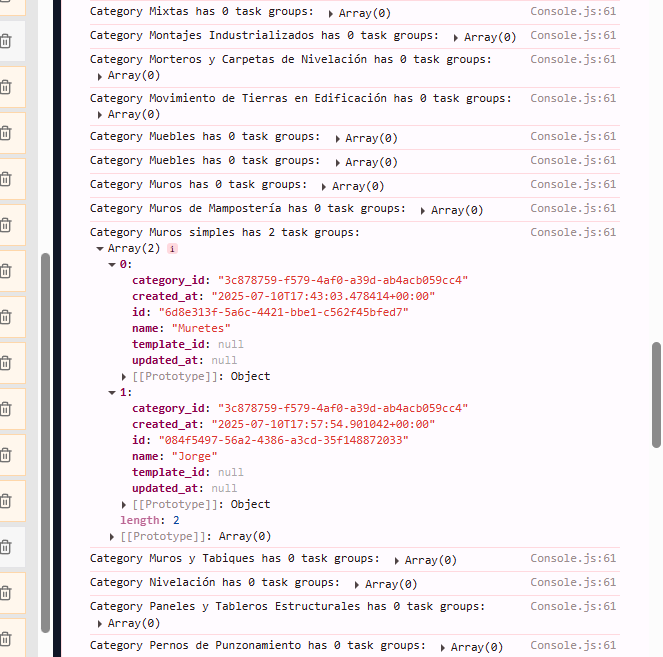 Category Mixtas has 0 task groups: ▸ Array(0) Console.js:61
Category Montajes Industrializados has 0 task groups: ▸ Array(0) Console.js:61
Category Morteros y Carpetas de Nivelación has 0 task groups: Console.js:61
▸ Array(0)
Category Movimiento de Tierras en Edificación has 0 task groups: Console.js:61
▸ Array(0)
Category Muebles has 0 task groups: ▸ Array(0) Console.js:61
Category Muebles has 0 task groups: ▸ Array(0) Console.js:61
Category Muros has 0 task groups: ▸ Array(0) Console.js:61
Category Muros de Mampostería has 0 task groups: ▸ Array(0) Console.js:61
Category Muros simples has 2 task groups: Console.js:61
▾ Array(2) i
▾ 0:
category_id: "3c878759-f579-4af0-a39d-ab4acb059cc4"
created_at: "2025-07-10T17:43:03.478414+00:00"
id: "6d8e313f-5a6c-4421-bbe1-c562f45bfed7"
name: "Muretes"
template_id: null
updated_at: null
▸ [[Prototype]]: Object
▾ 1:
category_id: "3c878759-f579-4af0-a39d-ab4acb059cc4"
created_at: "2025-07-10T17:57:54.901042+00:00"
id: "084f5497-56a2-4386-a3cd-35f148872033"
name: "Jorge"
template_id: null
updated_at: null
▸ [[Prototype]]: Object
length: 2
▸ [[Prototype]]: Array(0)
Category Muros y Tabiques has 0 task groups: ▸ Array(0) Console.js:61
Category Nivelación has 0 task groups: ▸ Array(0) Console.js:61
Category Paneles y Tableros Estructurales has 0 task groups: Console.js:61
▸ Array(0)
Category Pernos de Punzonamiento has 0 task groups: ▸ Array(0) Console.js:61